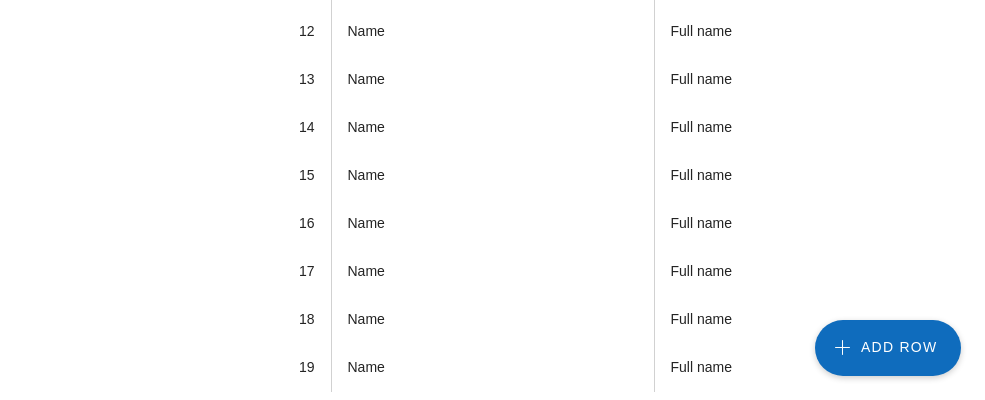 12 Name Full name
13 Name Full name
14 Name Full name
15 Name Full name
16 Name Full name
17 Name Full name
18 Name Full name
ADD ROW
19 Name Full name